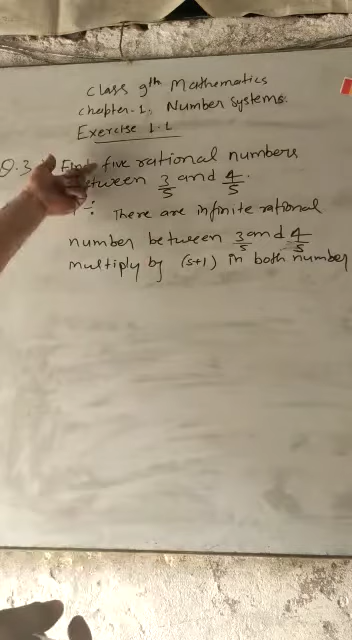 Class 9th Mathematics
Chapter-1. Number Systems.
Exercise 1.1
Q.3 Find five rational numbers
between 3/5 and 4/5.
There are infinite rational
number between 3/5 and 4/5
multiply by (5+1) in both number